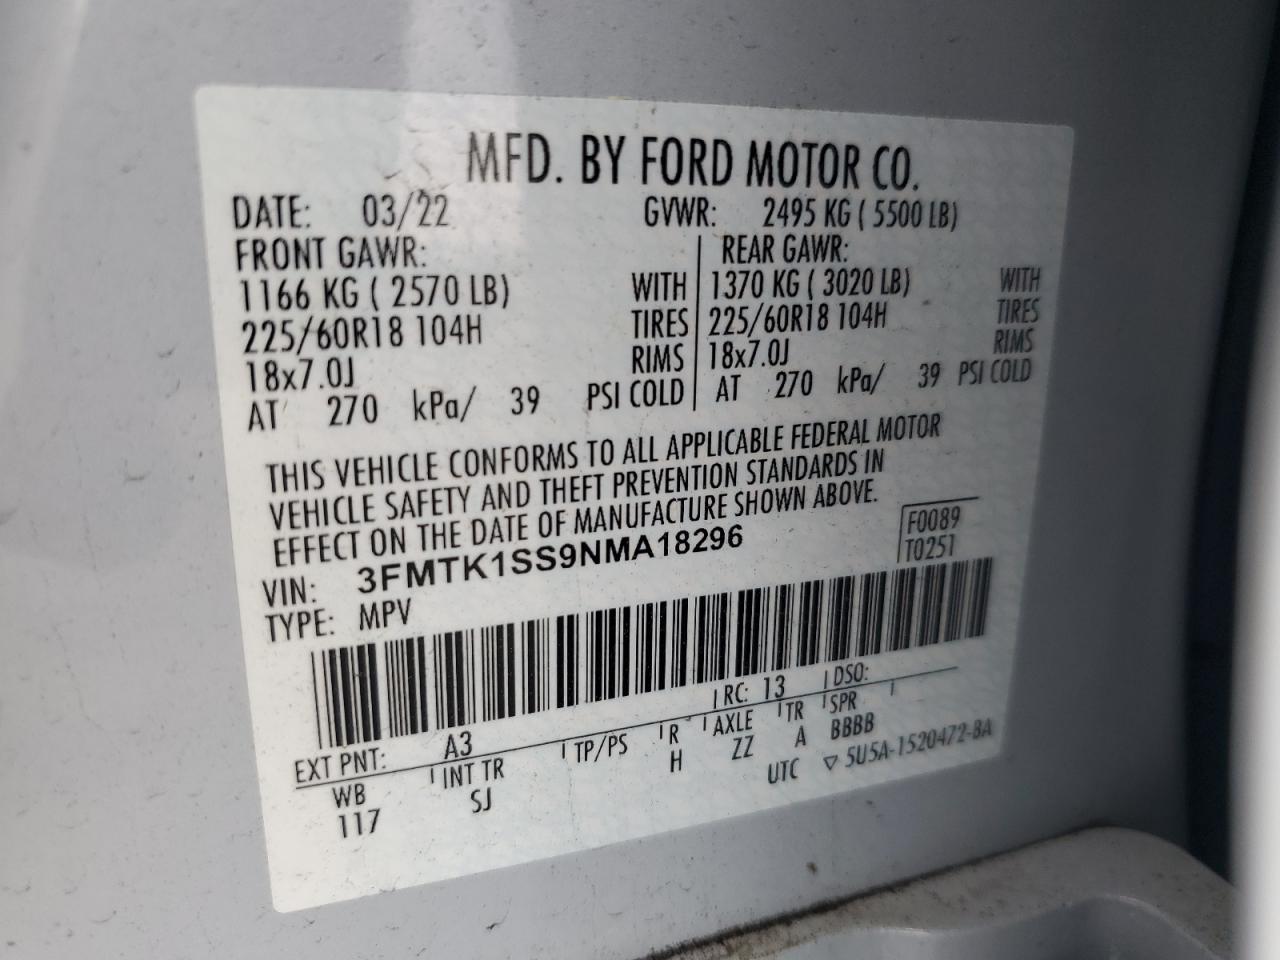 MFD. BY FORD MOTOR CO.
DATE: 03/22 GVWR: 2495 KG ( 5500 LB)
FRONT GAWR: REAR GAWR:
1166 KG ( 2570 LB) WITH 1370 KG ( 3020 LB) WITH
225/60R18 104H TIRES 225/60R18 104H TIRES
18x7.0J RIMS 18x7.0J RIMS
AT 270 kPa/ 39 PSI COLD AT 270 kPa/ 39 PSI COLD
THIS VEHICLE CONFORMS TO ALL APPLICABLE FEDERAL MOTOR
VEHICLE SAFETY AND THEFT PREVENTION STANDARDS IN
EFFECT ON THE DATE OF MANUFACTURE SHOWN ABOVE.
VIN: 3FMTK1SS9NMA18296 F0089
TYPE: MPV T0251
EXT PNT: A3 RC: 13 DSO:
WB INT TR TP/PS R AXLE TR SPR
117 SJ H ZZ A BBBB
UTC ▽ 5U5A-1520472-BA